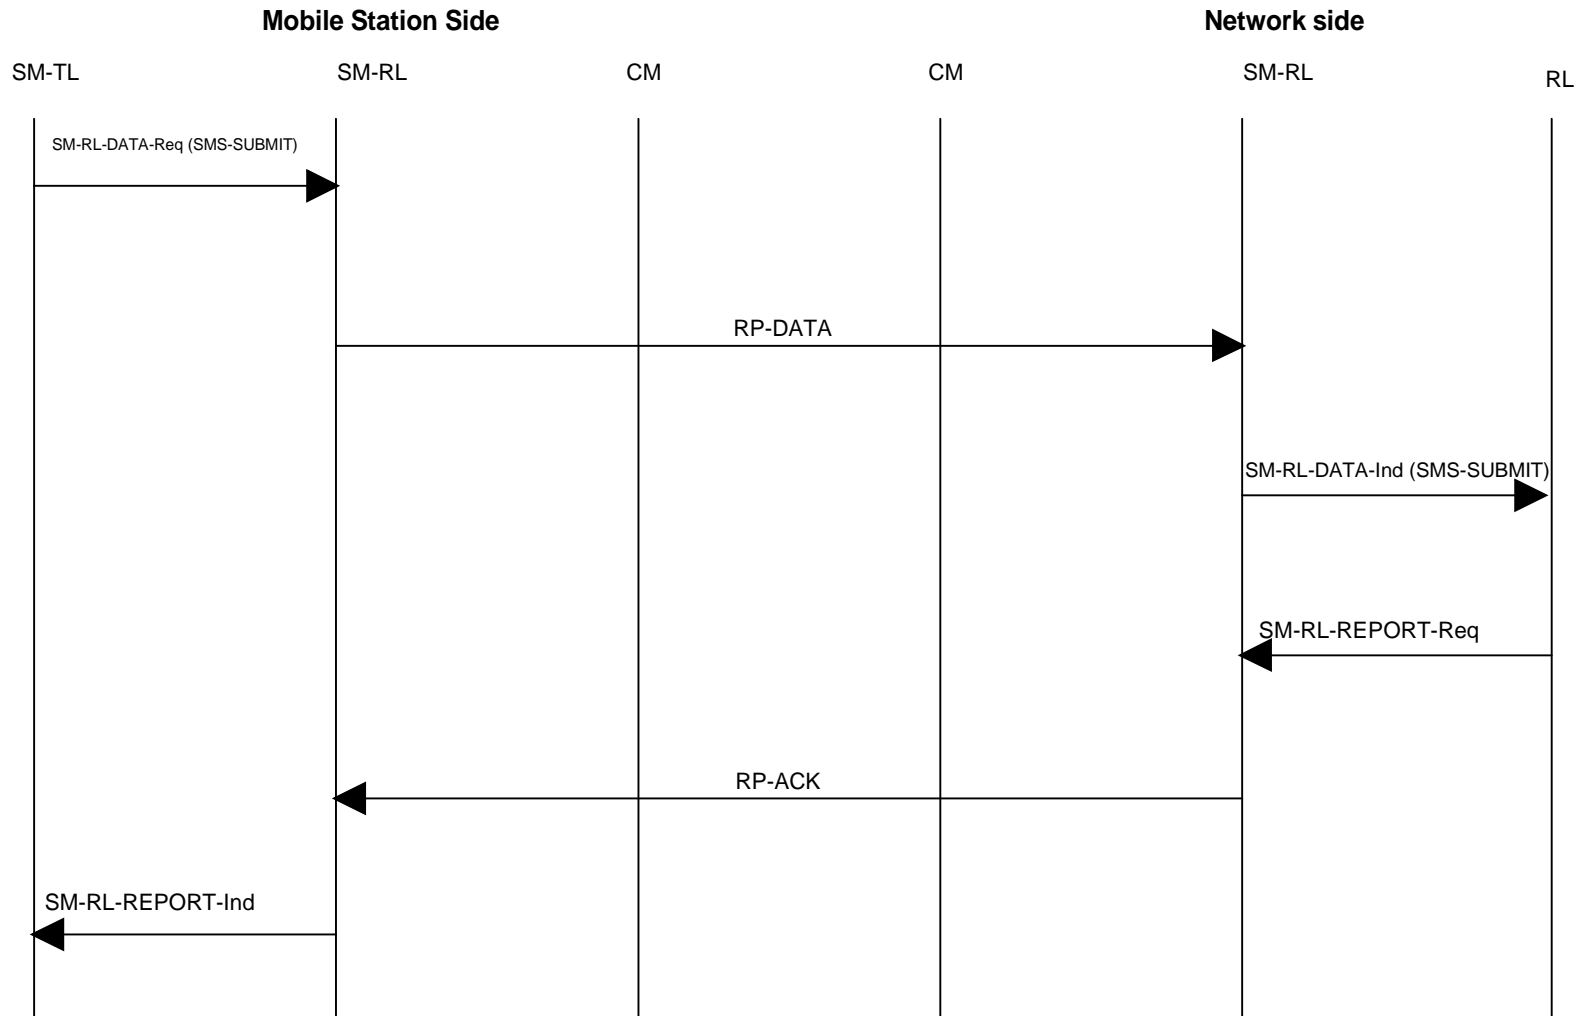 Mobile Station Side
Network side
SM-TL
SM-RL
CM
CM
SM-RL
RL
SM-RL-DATA-Req (SMS-SUBMIT)
RP-DATA
SM-RL-DATA-Ind (SMS-SUBMIT)
SM-RL-REPORT-Req
RP-ACK
SM-RL-REPORT-Ind